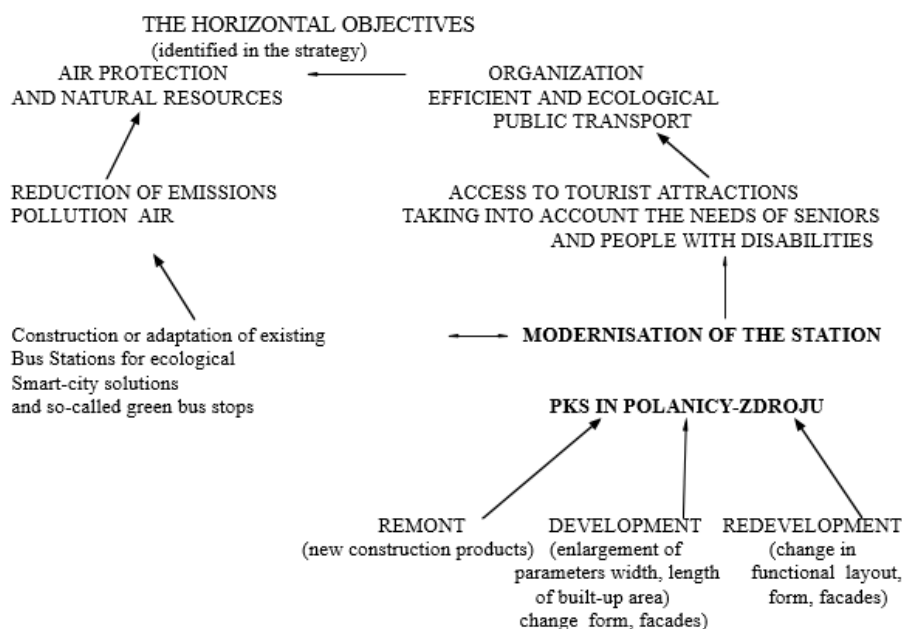 THE HORIZONTAL OBJECTIVES
(identified in the strategy)
AIR PROTECTION
AND NATURAL RESOURCES
ORGANIZATION
EFFICIENT AND ECOLOGICAL
PUBLIC TRANSPORT
REDUCTION OF EMISSIONS
POLLUTION AIR
ACCESS TO TOURIST ATTRACTIONS
TAKING INTO ACCOUNT THE NEEDS OF SENIORS
AND PEOPLE WITH DISABILITIES
Construction or adaptation of existing
Bus Stations for ecological
Smart-city solutions
and so-called green bus stops
MODERNISATION OF THE STATION
PKS IN POLANICY-ZDROJU
REMONT
(new construction products)
DEVELOPMENT
(enlargement of
parameters width, length
of built-up area)
change form, facades)
REDEVELOPMENT
(change in
functional layout,
form, facades)